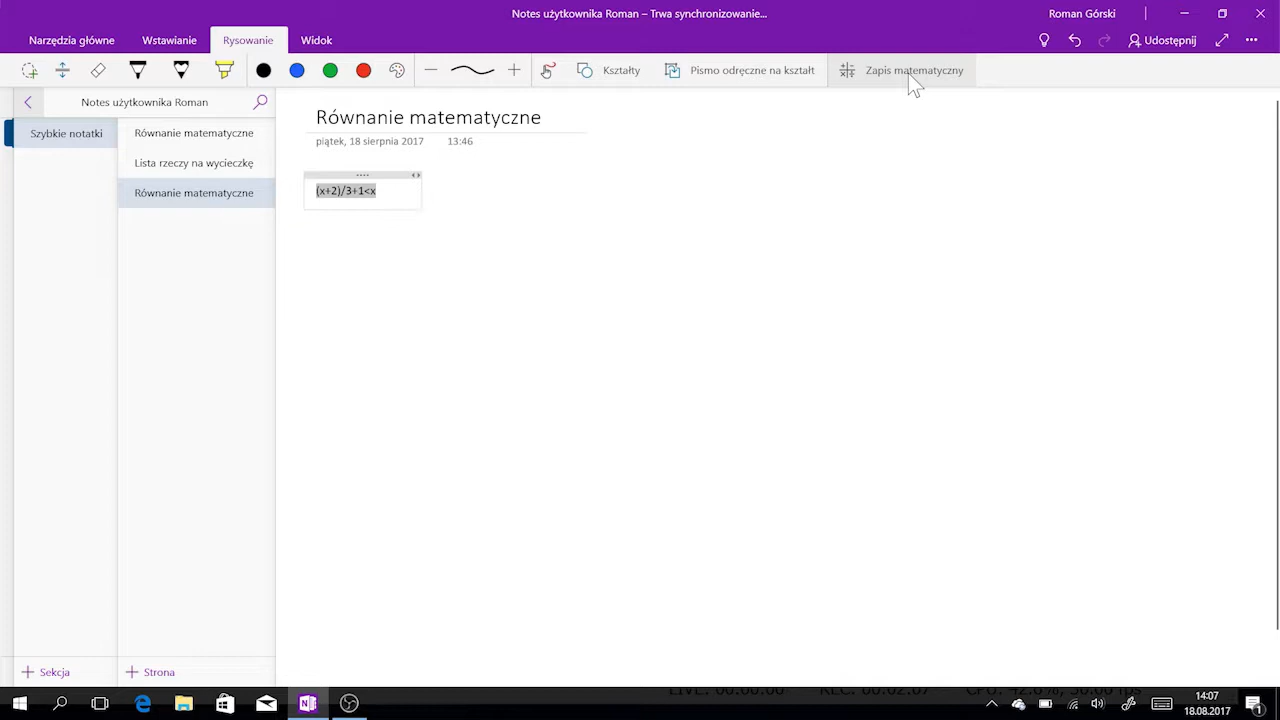 Notes użytkownika Roman – Trwa synchronizowanie...
Roman Górski
Narzędzia główne
Wstawianie
Rysowanie
Widok
Udostępnij
Kształty
Pismo odręczne na kształt
Zapis matematyczny
Notes użytkownika Roman
Szybkie notatki
Równanie matematyczne
Lista rzeczy na wycieczkę
Równanie matematyczne
Równanie matematyczne
piątek, 18 sierpnia 2017 13:46
(x+2)/3+1<x
+ Sekcja
+ Strona
14:07
18.08.2017